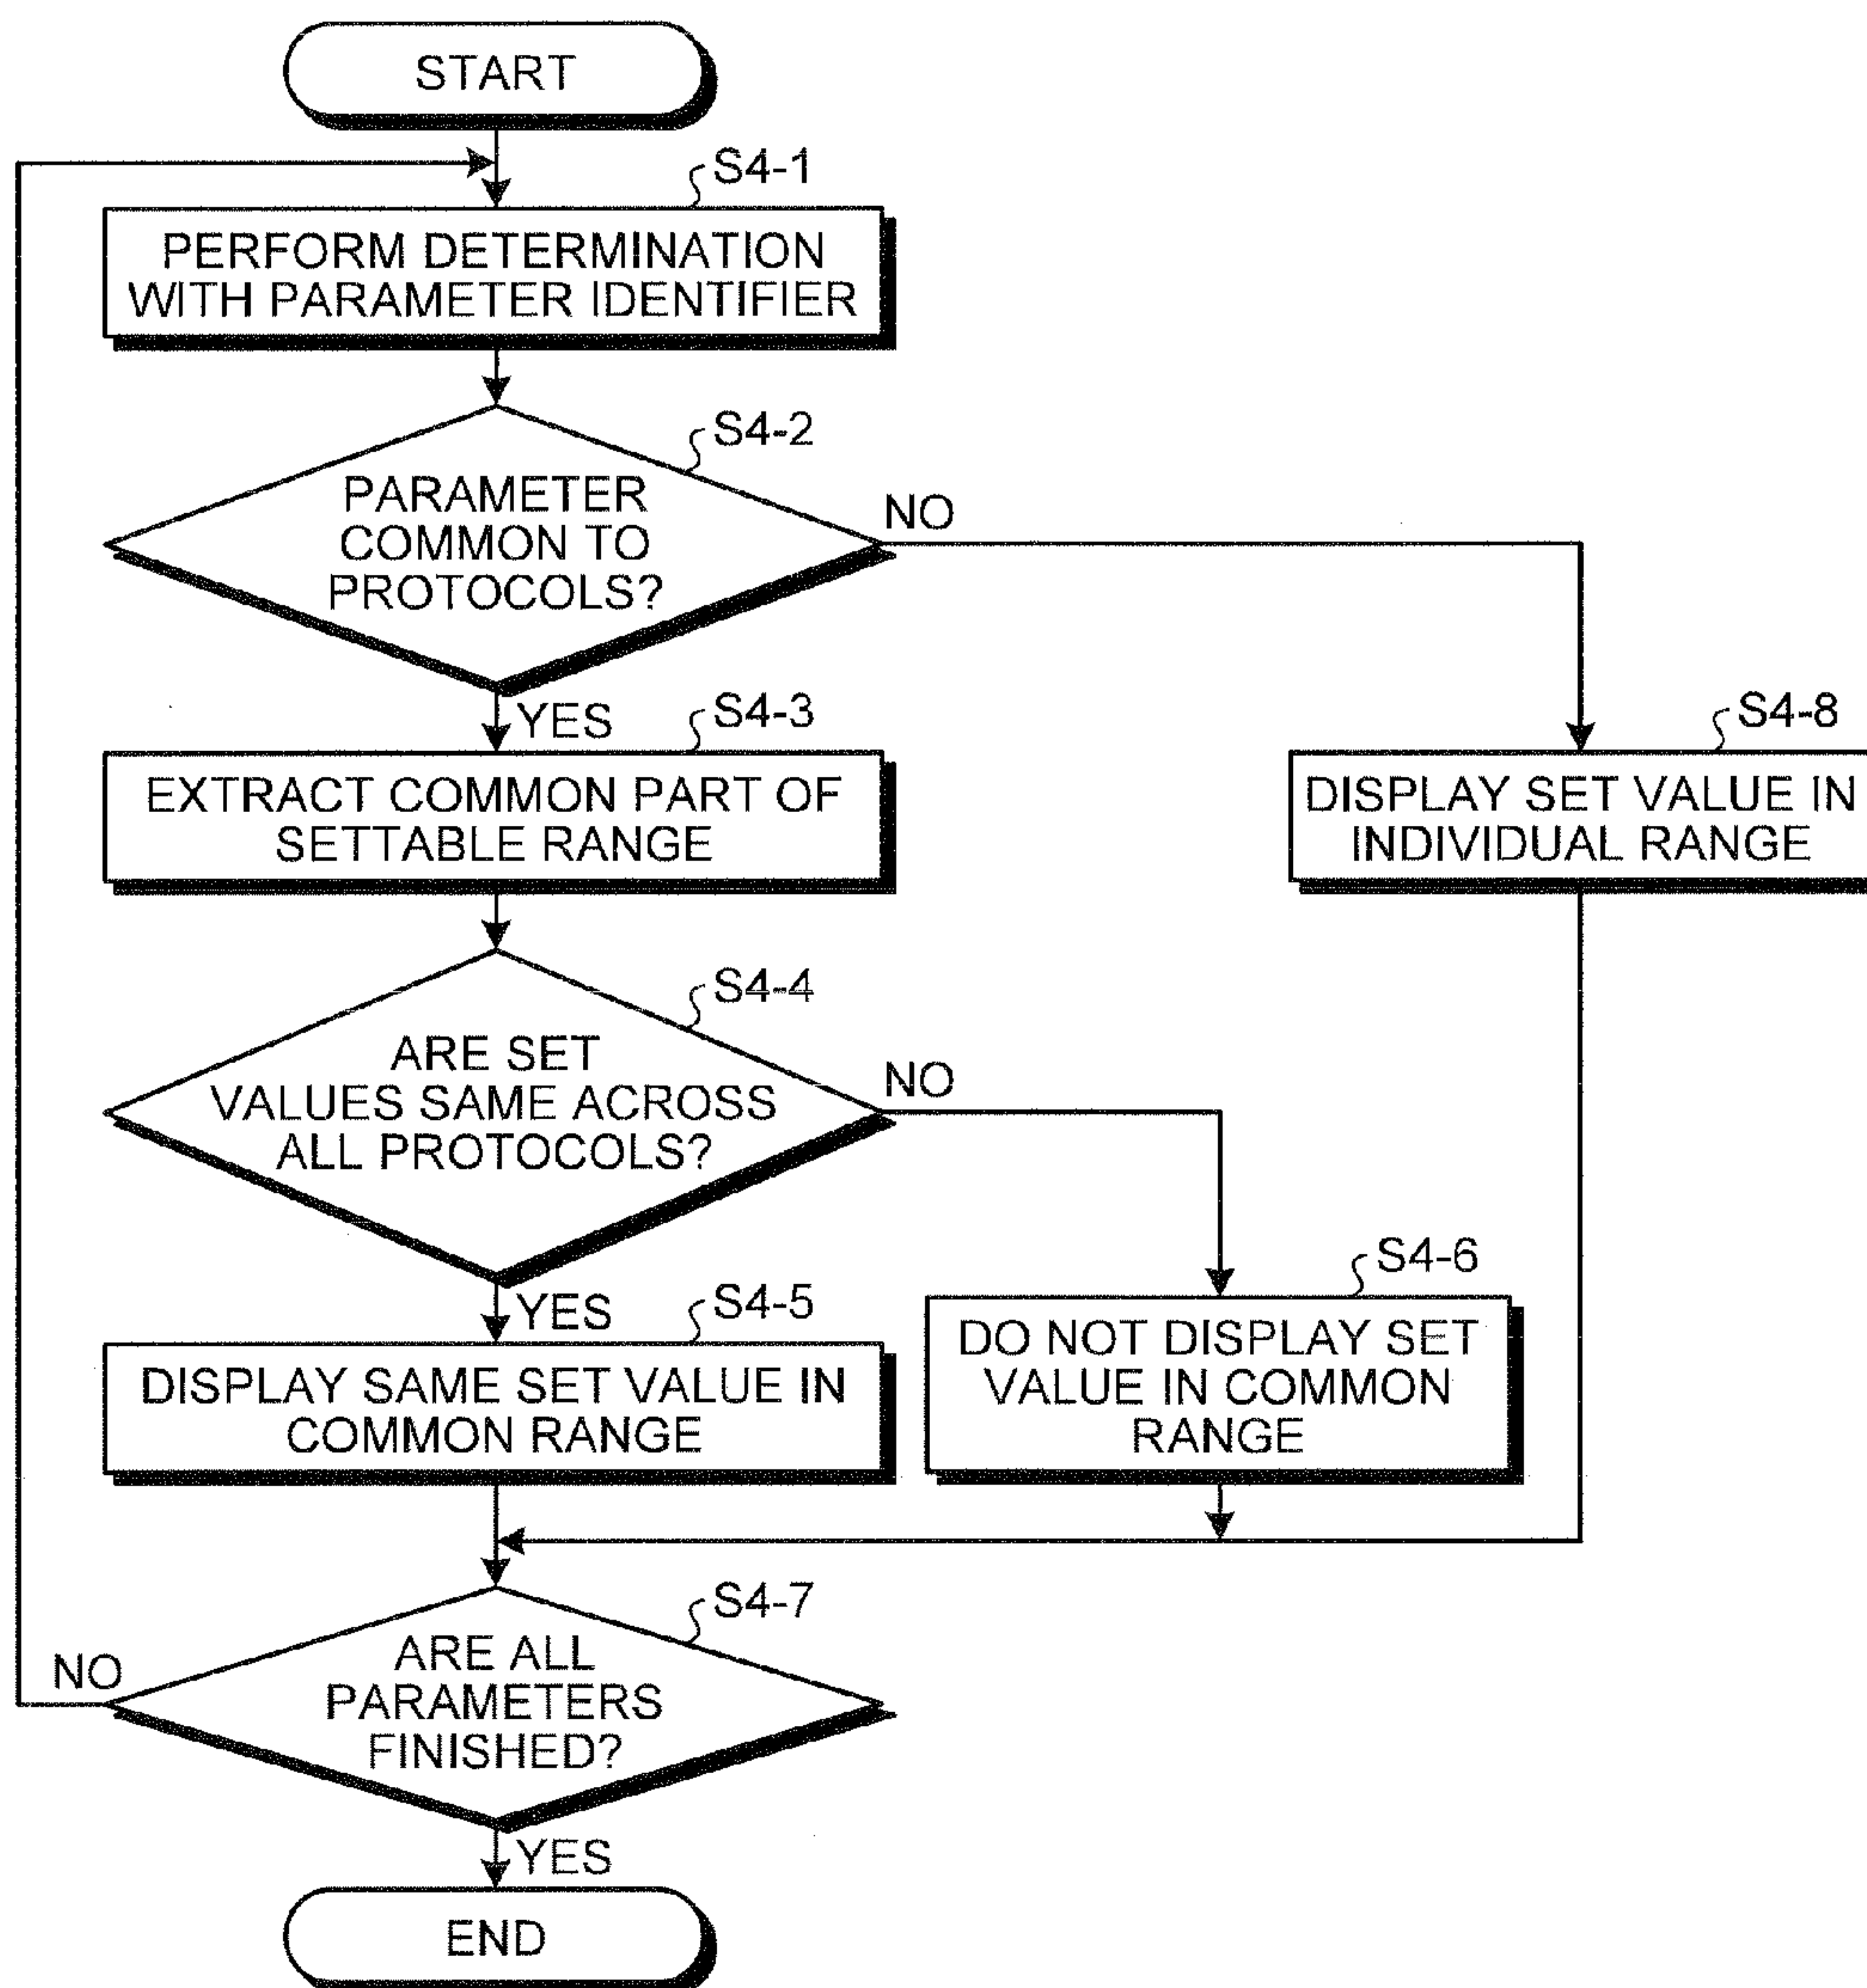 START
S4-1
PERFORM DETERMINATION
WITH PARAMETER IDENTIFIER
S4-2
PARAMETER
COMMON TO
PROTOCOLS?
NO
YES
S4-3
EXTRACT COMMON PART OF
SETTABLE RANGE
S4-8
DISPLAY SET VALUE IN
INDIVIDUAL RANGE
S4-4
ARE SET
VALUES SAME ACROSS
ALL PROTOCOLS?
NO
YES
S4-5
DISPLAY SAME SET VALUE IN
COMMON RANGE
S4-6
DO NOT DISPLAY SET
VALUE IN COMMON
RANGE
S4-7
ARE ALL
PARAMETERS
FINISHED?
NO
YES
END